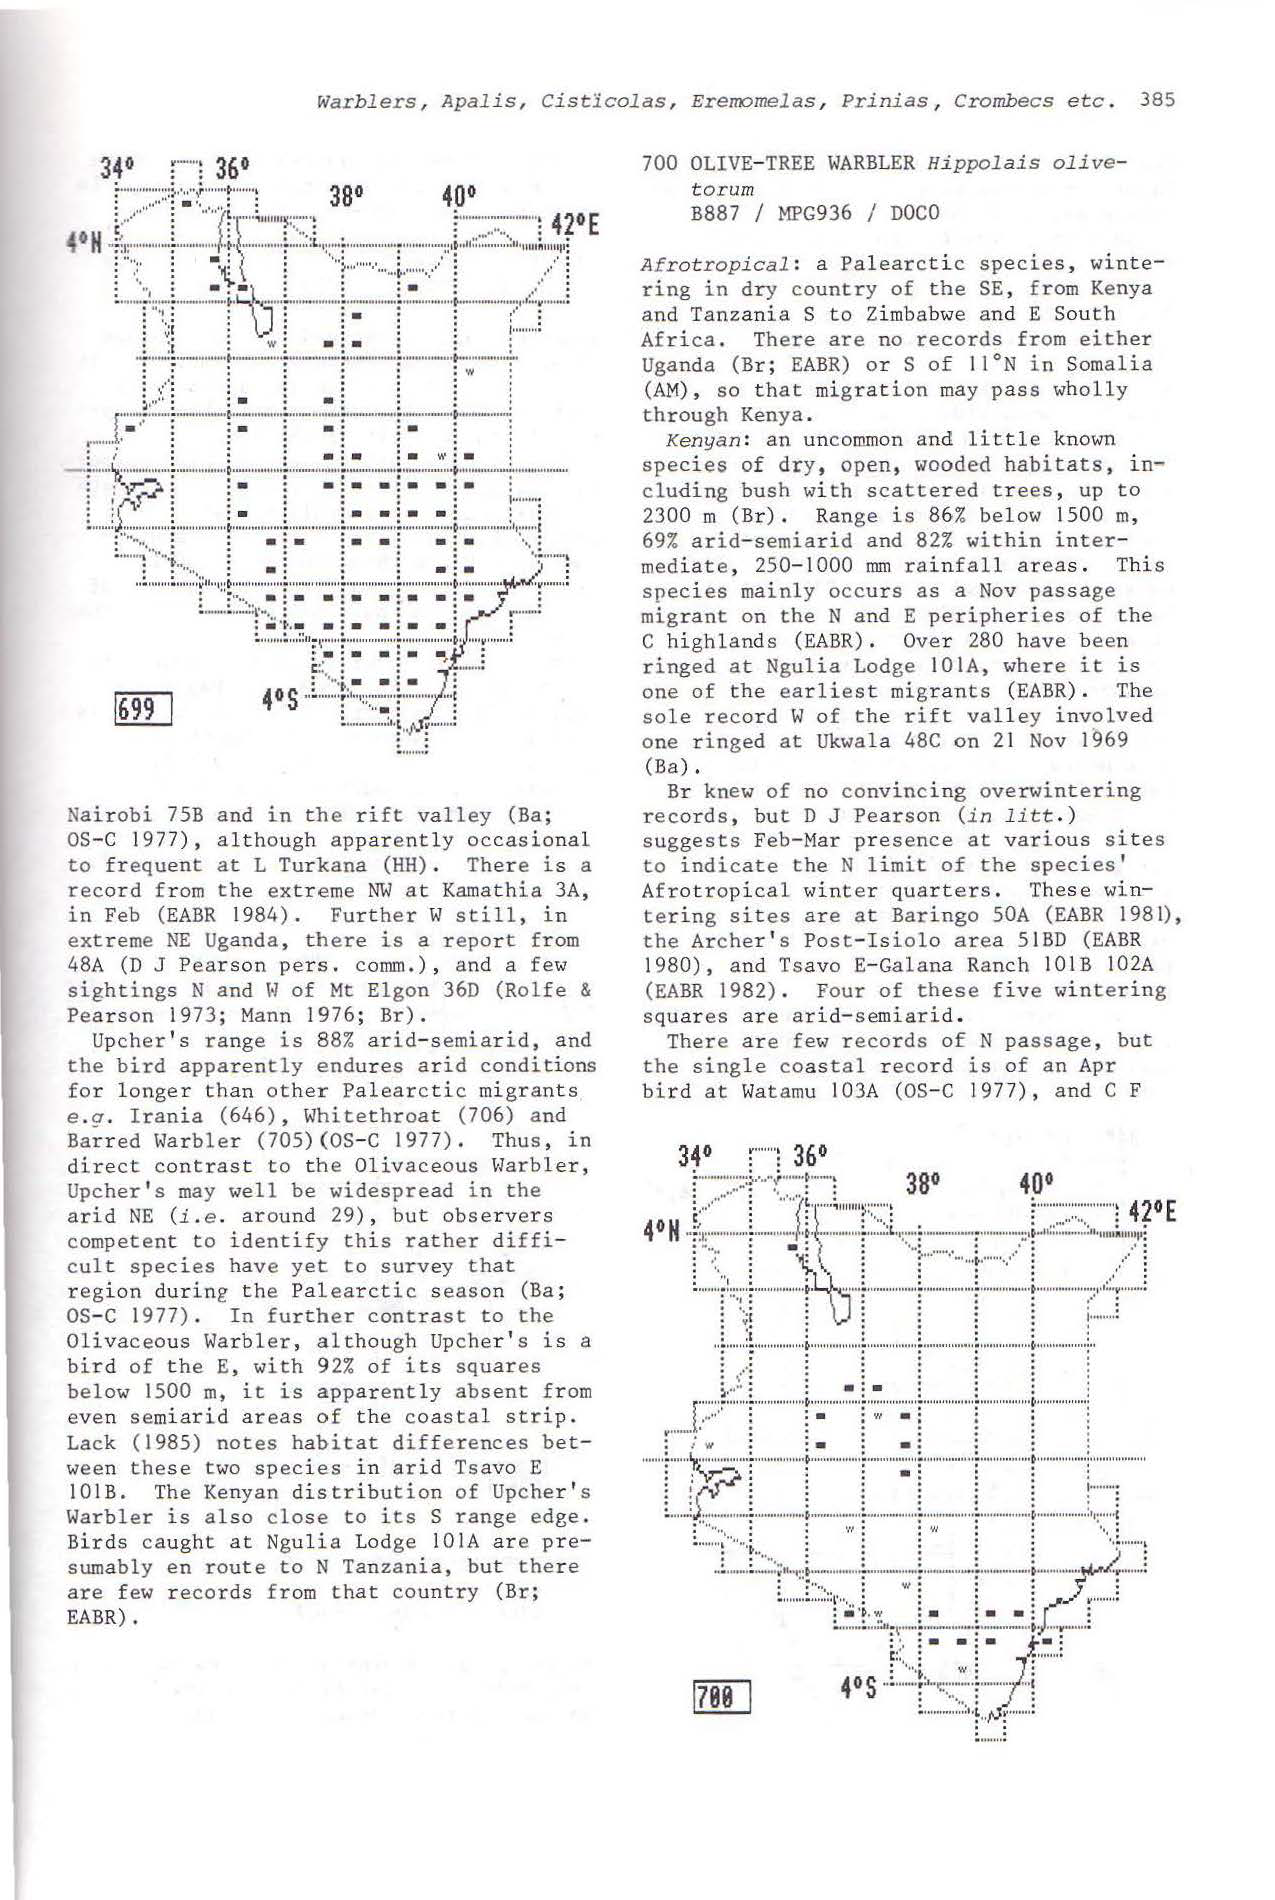 Warblers, Apalis, Cisticolas, Eremomelas, Prinias, Crombecs etc. 385
34° 36°
38° 40°
42°E
4°N
w
w
w
4°S
699
Nairobi 75B and in the rift valley (Ba;
OS-C 1977), although apparently occasional
to frequent at L Turkana (HH). There is a
record from the extreme NW at Kamathia 3A,
in Feb (EABR 1984). Further W still, in
extreme NE Uganda, there is a report from
48A (D J Pearson pers. comm.), and a few
sightings N and W of Mt Elgon 36D (Rolfe &
Pearson 1973; Mann 1976; Br).
Upcher's range is 88% arid-semiarid, and
the bird apparently endures arid conditions
for longer than other Palearctic migrants
e.g. Irania (646), Whitethroat (706) and
Barred Warbler (705)(OS-C 1977). Thus, in
direct contrast to the Olivaceous Warbler,
Upcher's may well be widespread in the
arid NE (i.e. around 29), but observers
competent to identify this rather diffi-
cult species have yet to survey that
region during the Palearctic season (Ba;
OS-C 1977). In further contrast to the
Olivaceous Warbler, although Upcher's is a
bird of the E, with 92% of its squares
below 1500 m, it is apparently absent from
even semiarid areas of the coastal strip.
Lack (1985) notes habitat differences bet-
ween these two species in arid Tsavo E
101B. The Kenyan distribution of Upcher's
Warbler is also close to its S range edge.
Birds caught at Ngulia Lodge 101A are pre-
sumably en route to N Tanzania, but there
are few records from that country (Br;
EABR).
700 OLIVE-TREE WARBLER Hippolais olive-
torum
B887 / MPG936 / DOCO
Afrotropical: a Palearctic species, winte-
ring in dry country of the SE, from Kenya
and Tanzania S to Zimbabwe and E South
Africa. There are no records from either
Uganda (Br; EABR) or S of 11°N in Somalia
(AM), so that migration may pass wholly
through Kenya.
Kenyan: an uncommon and little known
species of dry, open, wooded habitats, in-
cluding bush with scattered trees, up to
2300 m (Br). Range is 86% below 1500 m,
69% arid-semiarid and 82% within inter-
mediate, 250-1000 mm rainfall areas. This
species mainly occurs as a Nov passage
migrant on the N and E peripheries of the
C highlands (EABR). Over 280 have been
ringed at Ngulia Lodge 101A, where it is
one of the earliest migrants (EABR). The
sole record W of the rift valley involved
one ringed at Ukwala 48C on 21 Nov 1969
(Ba).
Br knew of no convincing overwintering
records, but D J Pearson (in litt.)
suggests Feb-Mar presence at various sites
to indicate the N limit of the species'
Afrotropical winter quarters. These win-
tering sites are at Baringo 50A (EABR 1981),
the Archer's Post-Isiolo area 51BD (EABR
1980), and Tsavo E-Galana Ranch 101B 102A
(EABR 1982). Four of these five wintering
squares are arid-semiarid.
There are few records of N passage, but
the single coastal record is of an Apr
bird at Watamu 103A (OS-C 1977), and C F
34° 36°
38° 40°
42°E
4°N
w
w
w w
w
w
w
4°S
700